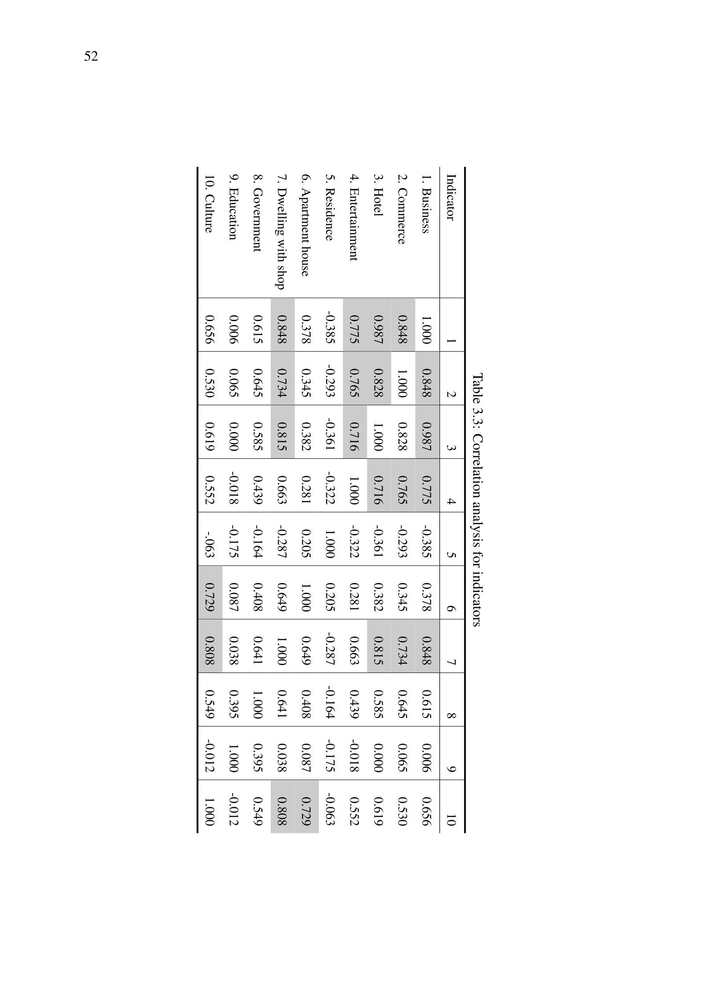 52
Table 3.3: Correlation analysis for indicators
Indicator 1 2 3 4 5 6 7 8 9 10
1. Business 1.000 0.848 0.987 0.775 -0.385 0.378 0.848 0.615 0.006 0.656
2. Commerce 0.848 1.000 0.828 0.765 -0.293 0.345 0.734 0.645 0.065 0.530
3. Hotel 0.987 0.828 1.000 0.716 -0.361 0.382 0.815 0.585 0.000 0.619
4. Entertainment 0.775 0.765 0.716 1.000 -0.322 0.281 0.663 0.439 -0.018 0.552
5. Residence -0.385 -0.293 -0.361 -0.322 1.000 0.205 -0.287 -0.164 -0.175 -0.063
6. Apartment house 0.378 0.345 0.382 0.281 0.205 1.000 0.649 0.408 0.087 0.729
7. Dwelling with shop 0.848 0.734 0.815 0.663 -0.287 0.649 1.000 0.641 0.038 0.808
8. Government 0.615 0.645 0.585 0.439 -0.164 0.408 0.641 1.000 0.395 0.549
9. Education 0.006 0.065 0.000 -0.018 -0.175 0.087 0.038 0.395 1.000 -0.012
10. Culture 0.656 0.530 0.619 0.552 -.063 0.729 0.808 0.549 -0.012 1.000